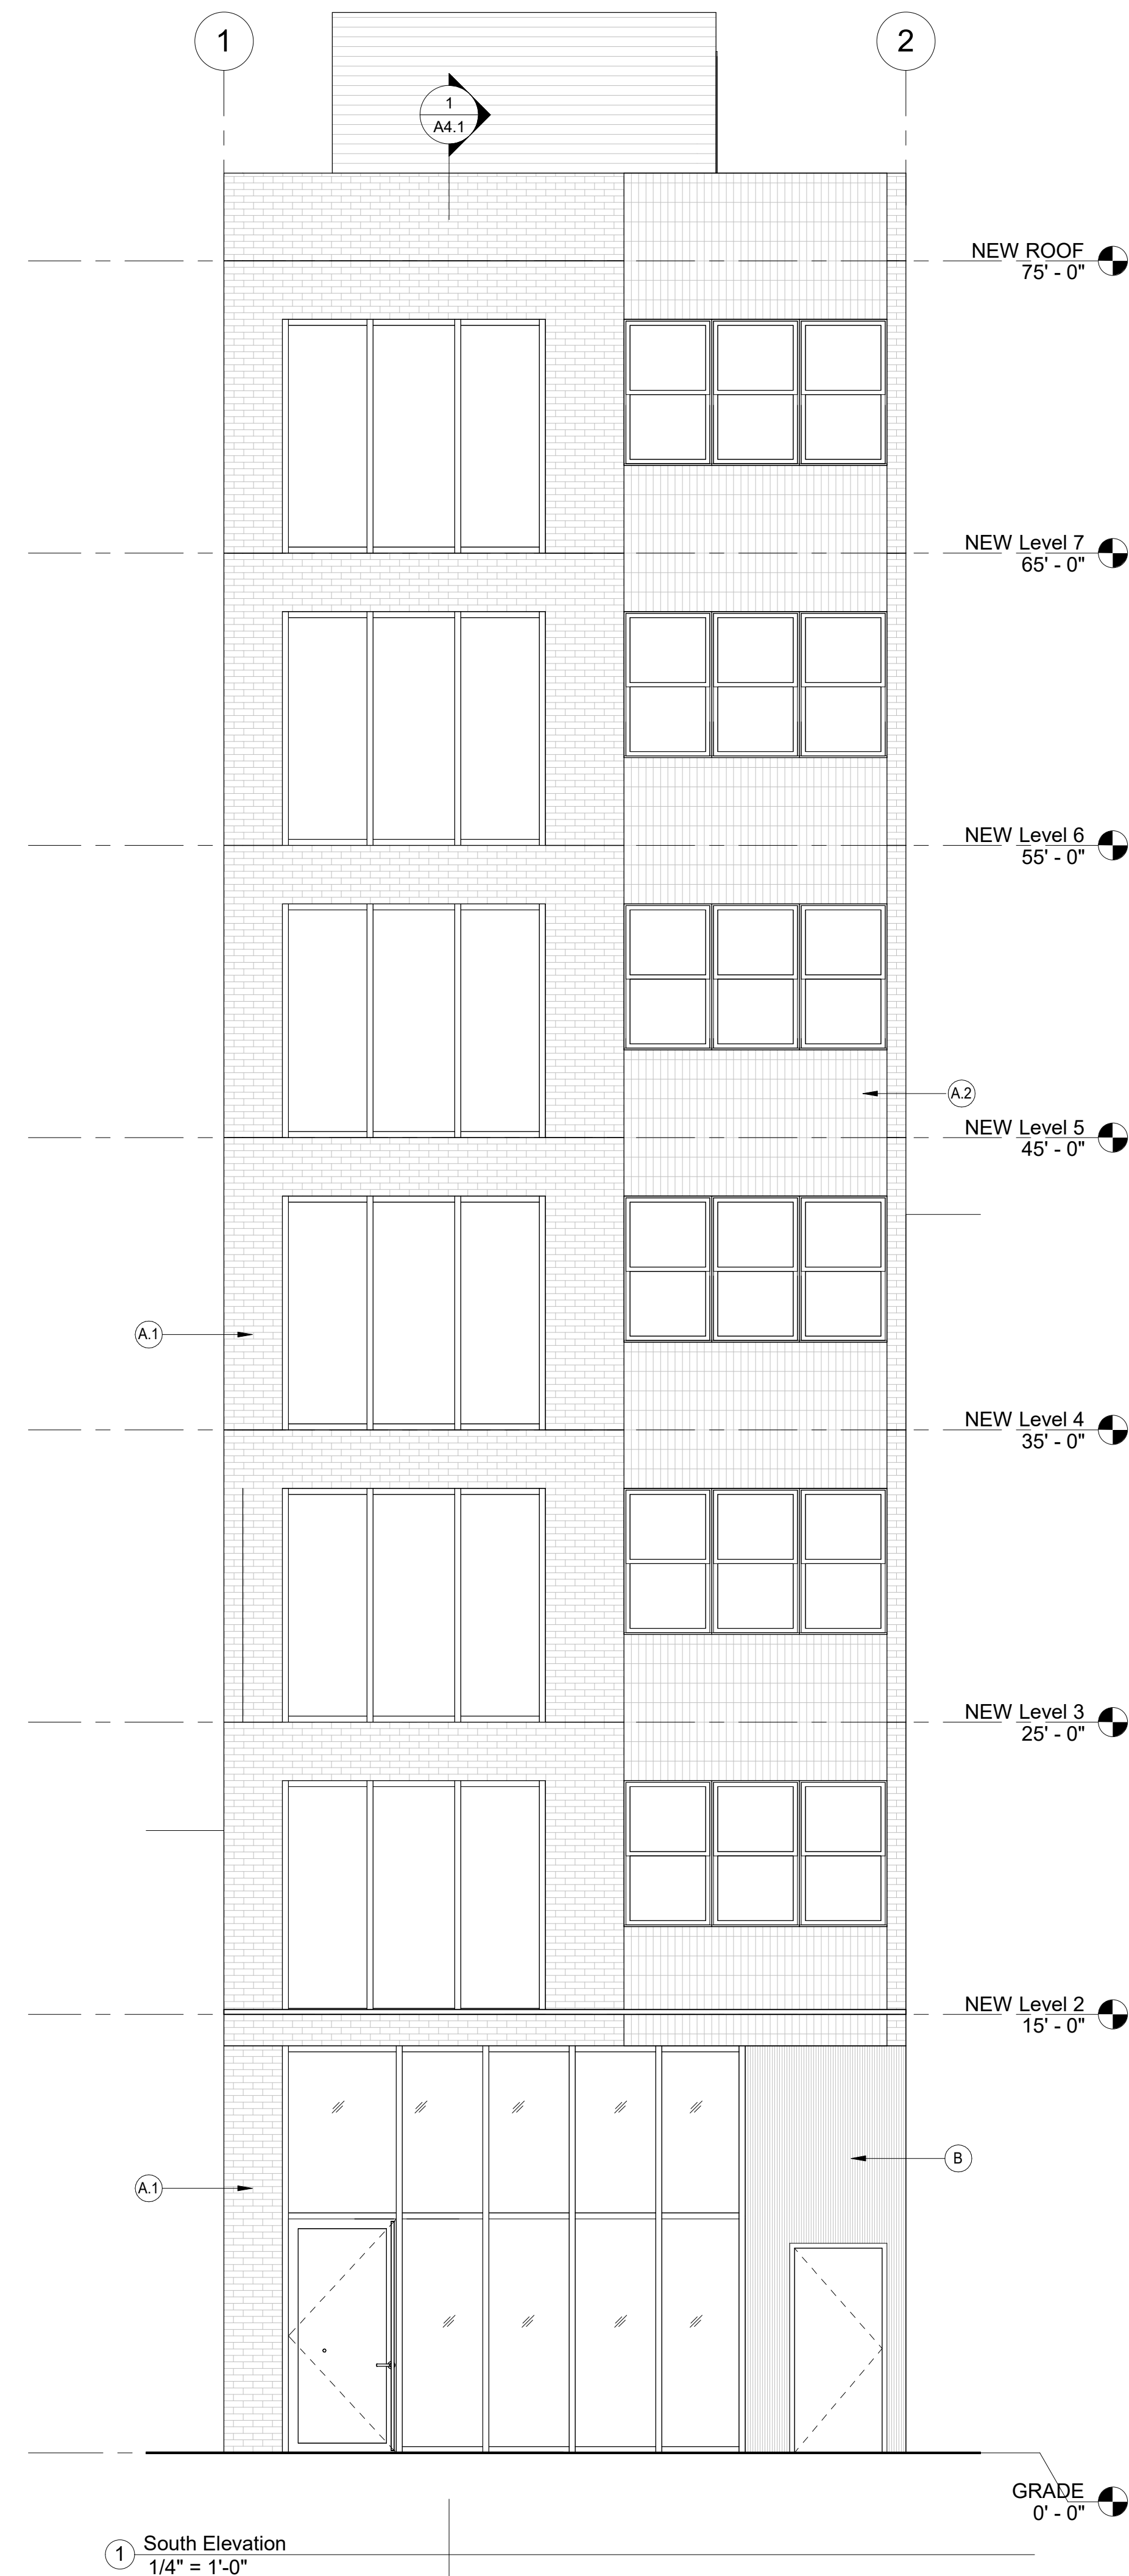 1
2
1
A4.1
NEW ROOF
75' - 0"
NEW Level 7
65' - 0"
NEW Level 6
55' - 0"
A.2
NEW Level 5
45' - 0"
A.1
NEW Level 4
35' - 0"
NEW Level 3
25' - 0"
NEW Level 2
15' - 0"
B
A.1
GRADE
0' - 0"
1
South Elevation
1/4" = 1'-0"